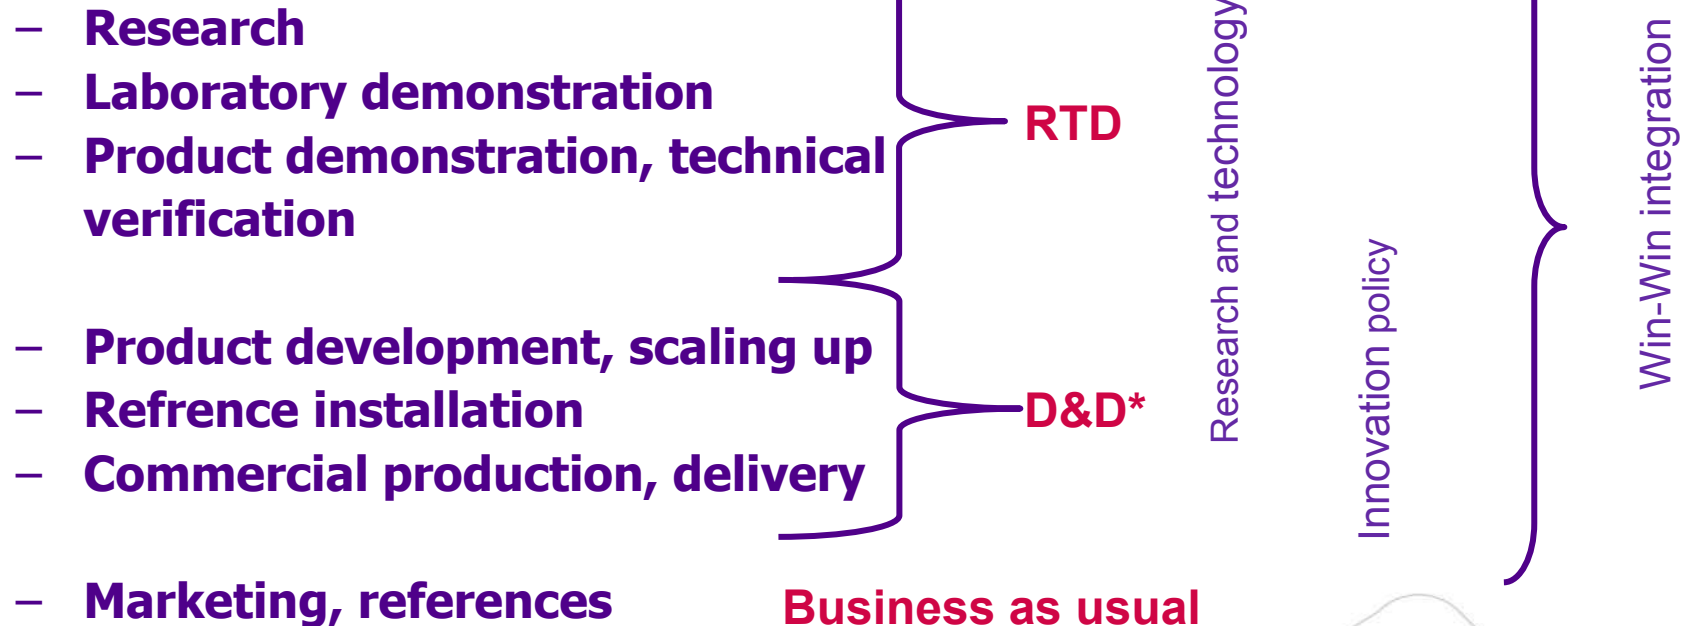 – Research
– Laboratory demonstration
– Product demonstration, technical
verification
RTD
– Product development, scaling up
– Refrence installation
– Commercial production, delivery
D&D*
– Marketing, references
Business as usual
Research and technology
Innovation policy
Win-Win integration